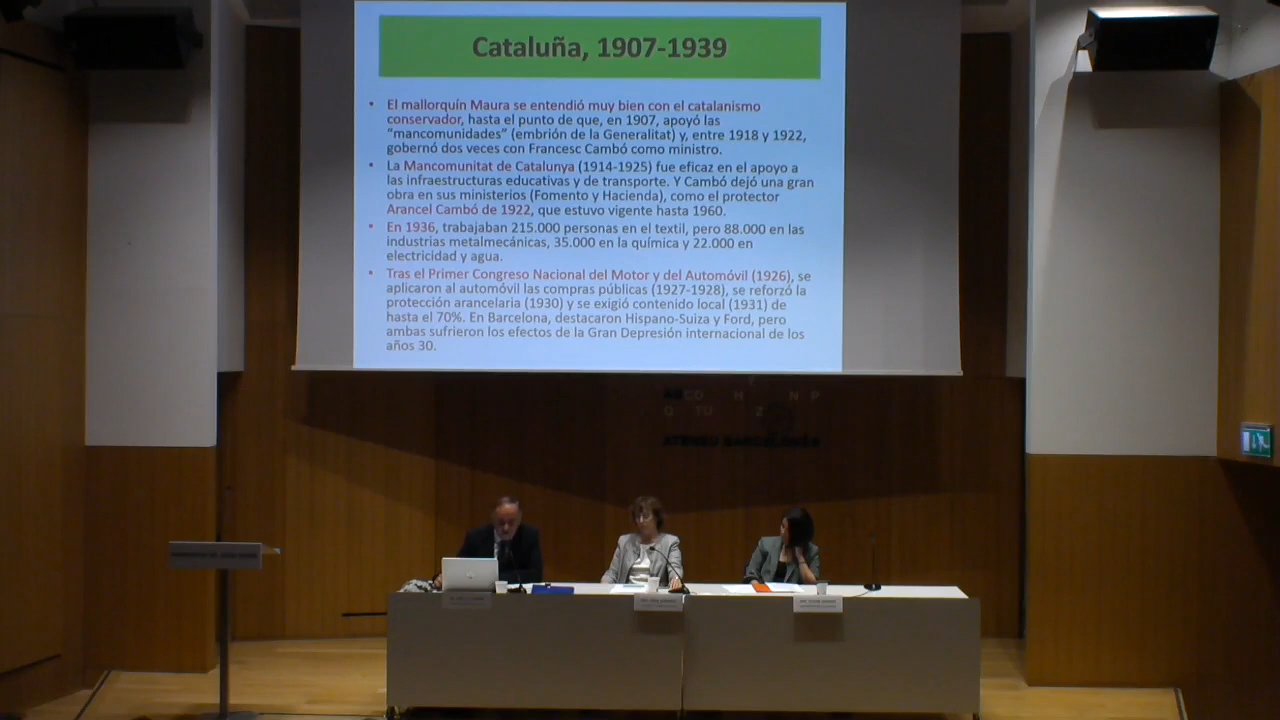 Cataluña, 1907-1939
• El mallorquín Maura se entendió muy bien con el catalanismo
conservador, hasta el punto de que, en 1907, apoyó las
"mancomunidades" (embrión de la Generalitat) y, entre 1918 y 1922,
gobernó dos veces con Francesc Cambó como ministro.
• La Mancomunitat de Catalunya (1914-1925) fue eficaz en el apoyo a
las infraestructuras educativas y de transporte. Y Cambó dejó una gran
obra en sus ministerios (Fomento y Hacienda), como el protector
Arancel Cambó de 1922, que estuvo vigente hasta 1960.
• En 1936, trabajaban 215.000 personas en el textil, pero 88.000 en las
industrias metalmecánicas, 35.000 en la química y 22.000 en
electricidad y agua.
• Tras el Primer Congreso Nacional del Motor y del Automóvil (1926), se
aplicaron al automóvil las compras públicas (1927-1928), se reforzó la
protección arancelaria (1930) y se exigió contenido local (1931) de
hasta el 70%. En Barcelona, destacaron Hispano-Suiza y Ford, pero
ambas sufrieron los efectos de la Gran Depresión internacional de los
años 30.
ATENEU BARCELONÈS